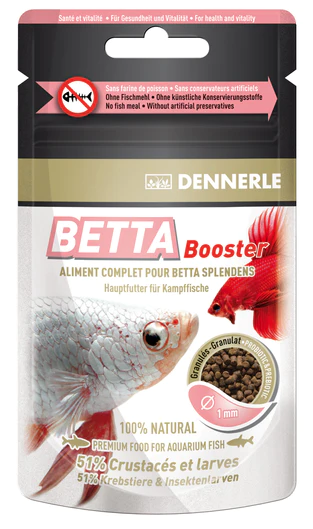 Santé et vitalité • Für Gesundheit und Vitalität • For health and vitality
Sans farine de poisson • Sans conservateurs artificiels
Ohne Fischmehl • Ohne künstliche Konservierungsstoffe
No fish meal • Without artificial preservatives
DENNERLE
BETTA Booster
ALIMENT COMPLET POUR BETTA SPLENDENS
Hauptfutter für Kampffische
Granulés • Granulat • PROBIOTIC & PREBIOTIC
Ø 1 mm
100% NATURAL
PREMIUM FOOD FOR AQUARIUM FISH
51% Crustacés et larves
51% Krebstiere & Insektenlarven